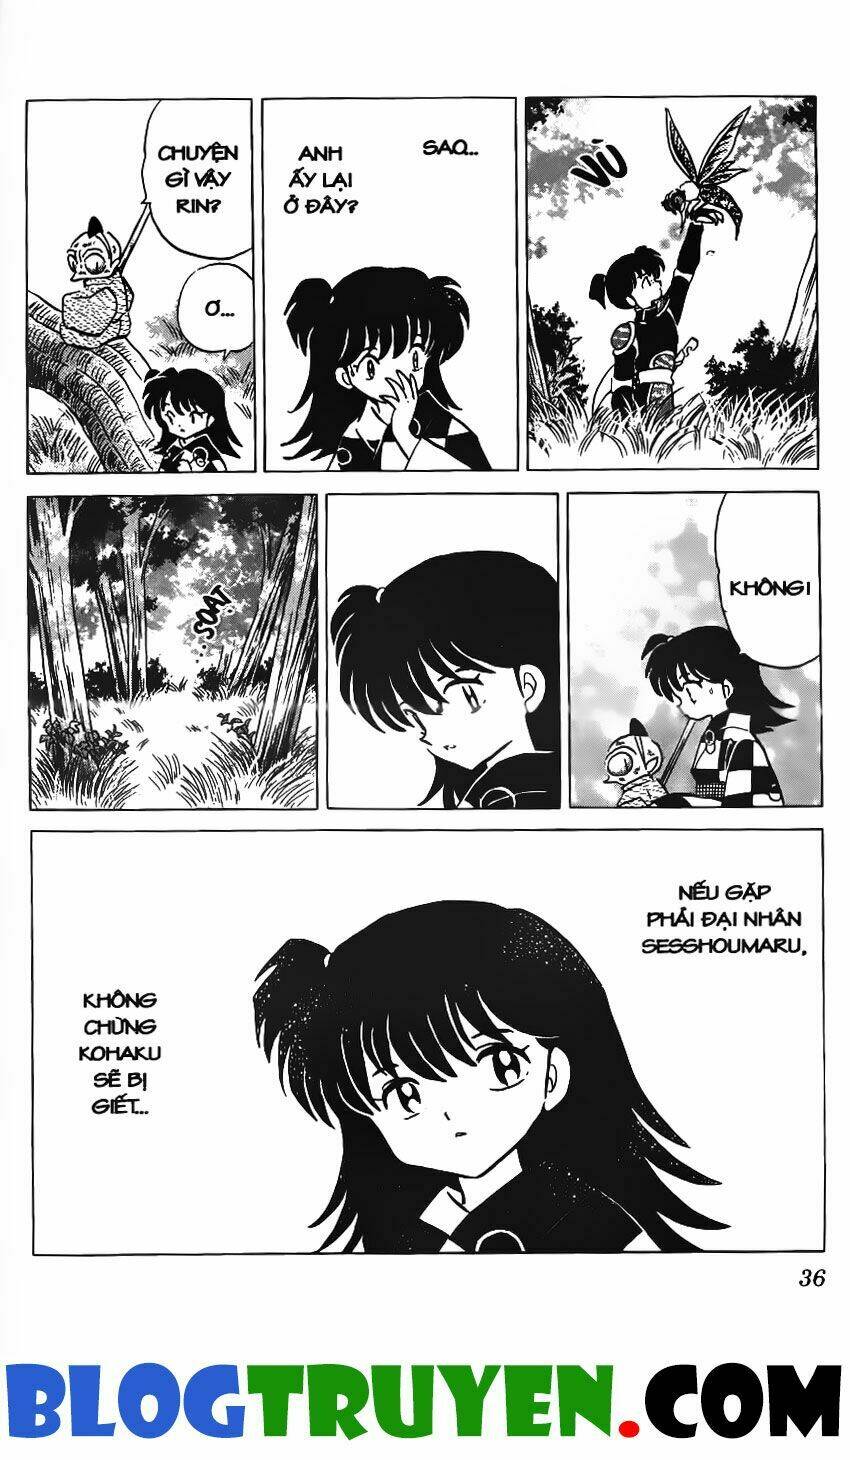 VÙ
SAO...
ANH
ẤY LẠI
Ở ĐÂY?
CHUYỆN
GÌ VẬY
RIN?
Ơ...
KHÔNG!
SOẠT
NẾU GẶP
PHẢI ĐẠI NHÂN
SESSHOUMARU,
KHÔNG
CHỪNG
KOHAKU
SẼ BỊ
GIẾT...
36
BLOGTRUYEN.COM